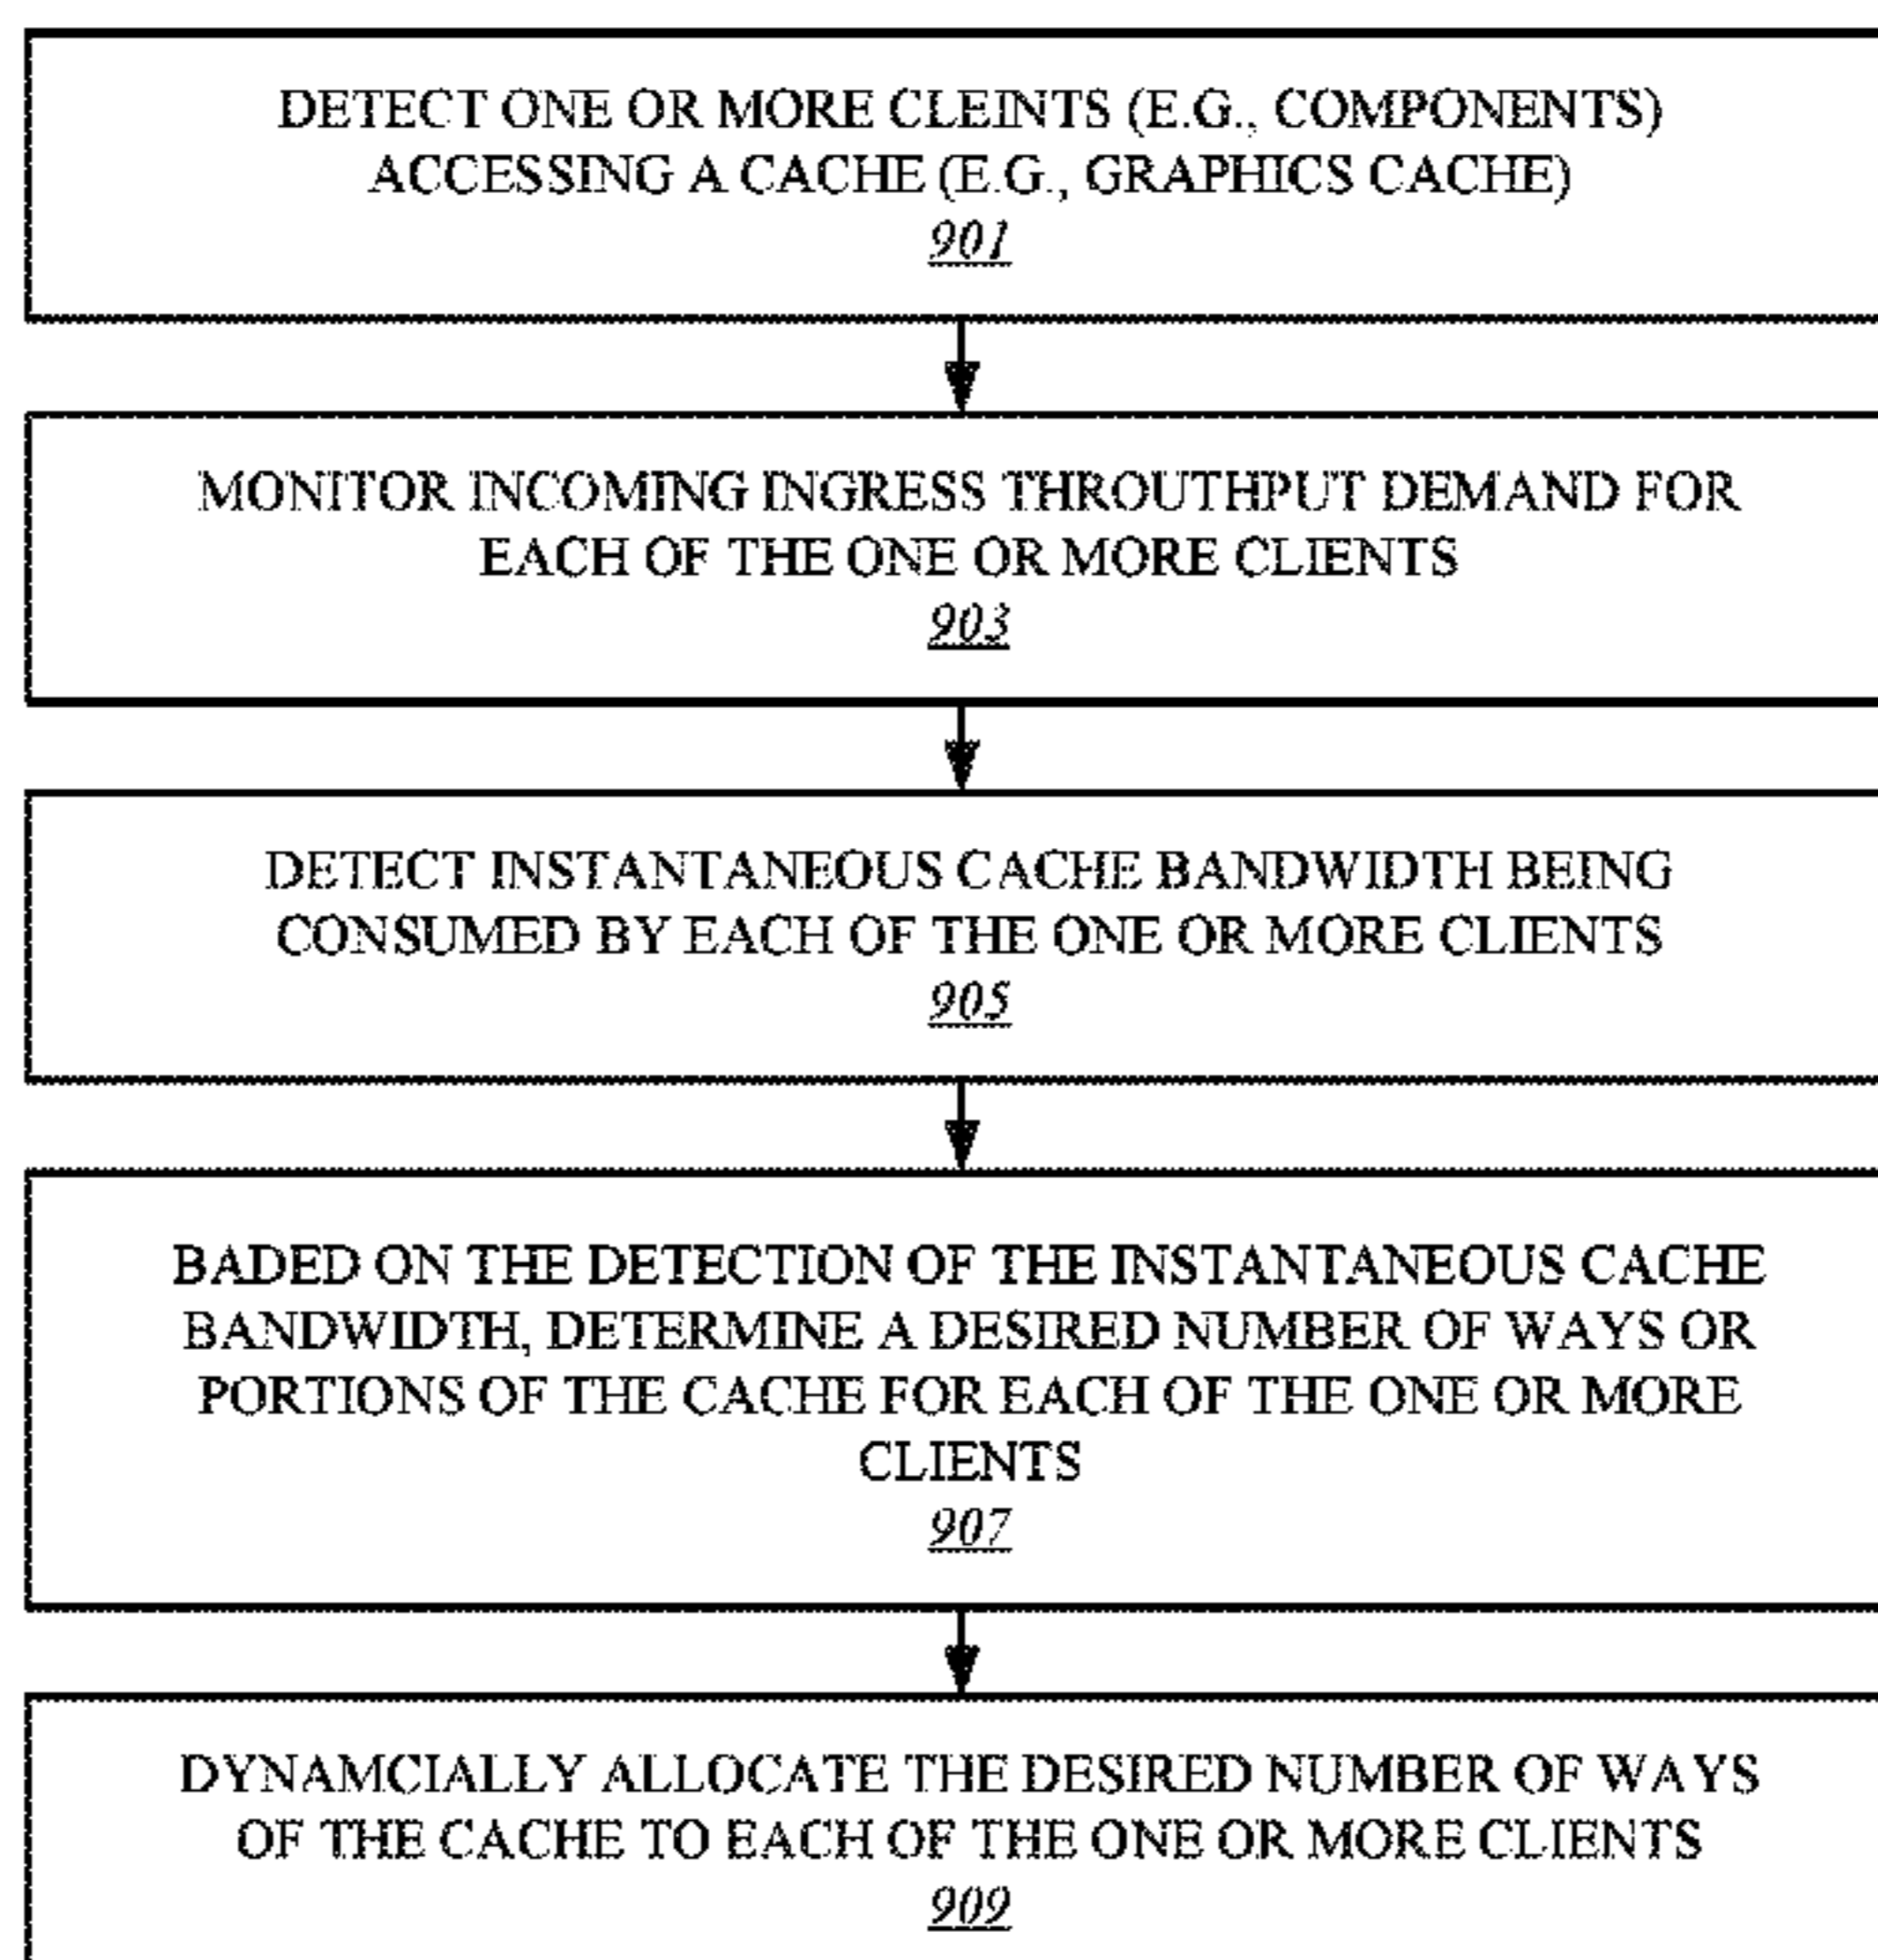 DETECT ONE OR MORE CLEINTS (E.G., COMPONENTS)
ACCESSING A CACHE (E.G., GRAPHICS CACHE)
901
MONITOR INCOMING INGRESS THROUTHPUT DEMAND FOR
EACH OF THE ONE OR MORE CLIENTS
903
DETECT INSTANTANEOUS CACHE BANDWIDTH BEING
CONSUMED BY EACH OF THE ONE OR MORE CLIENTS
905
BADED ON THE DETECTION OF THE INSTANTANEOUS CACHE
BANDWIDTH, DETERMINE A DESIRED NUMBER OF WAYS OR
PORTIONS OF THE CACHE FOR EACH OF THE ONE OR MORE
CLIENTS
907
DYNAMCIALLY ALLOCATE THE DESIRED NUMBER OF WAYS
OF THE CACHE TO EACH OF THE ONE OR MORE CLIENTS
909